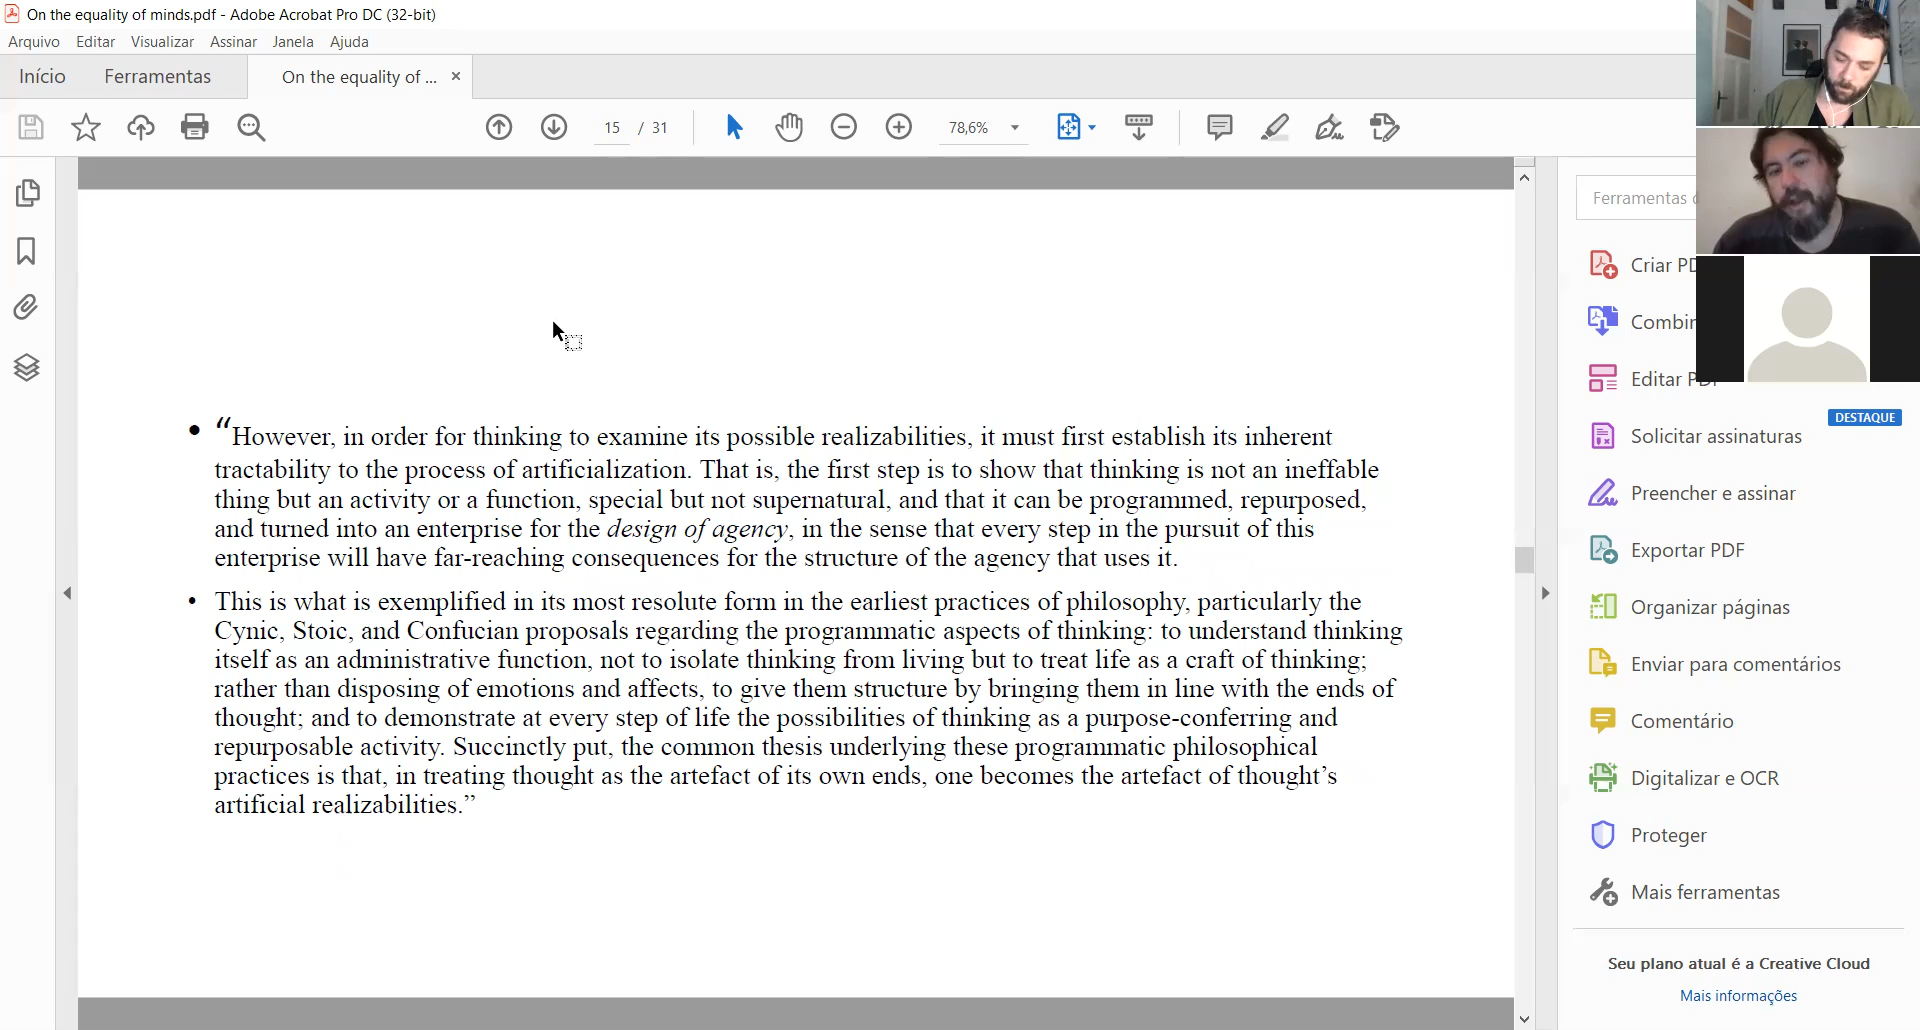 On the equality of minds.pdf - Adobe Acrobat Pro DC (32-bit)
Arquivo Editar Visualizar Assinar Janela Ajuda
Início Ferramentas On the equality of ... ×
15 / 31 78,6%
Ferramentas
• “However, in order for thinking to examine its possible realizabilities, it must first establish its inherent
tractability to the process of artificialization. That is, the first step is to show that thinking is not an ineffable
thing but an activity or a function, special but not supernatural, and that it can be programmed, repurposed,
and turned into an enterprise for the design of agency, in the sense that every step in the pursuit of this
enterprise will have far-reaching consequences for the structure of the agency that uses it.
• This is what is exemplified in its most resolute form in the earliest practices of philosophy, particularly the
Cynic, Stoic, and Confucian proposals regarding the programmatic aspects of thinking: to understand thinking
itself as an administrative function, not to isolate thinking from living but to treat life as a craft of thinking;
rather than disposing of emotions and affects, to give them structure by bringing them in line with the ends of
thought; and to demonstrate at every step of life the possibilities of thinking as a purpose-conferring and
repurposable activity. Succinctly put, the common thesis underlying these programmatic philosophical
practices is that, in treating thought as the artefact of its own ends, one becomes the artefact of thought’s
artificial realizabilities.”
Criar PD
Combin
Editar PDF
DESTAQUE
Solicitar assinaturas
Preencher e assinar
Exportar PDF
Organizar páginas
Enviar para comentários
Comentário
Digitalizar e OCR
Proteger
Mais ferramentas
Seu plano atual é a Creative Cloud
Mais informações